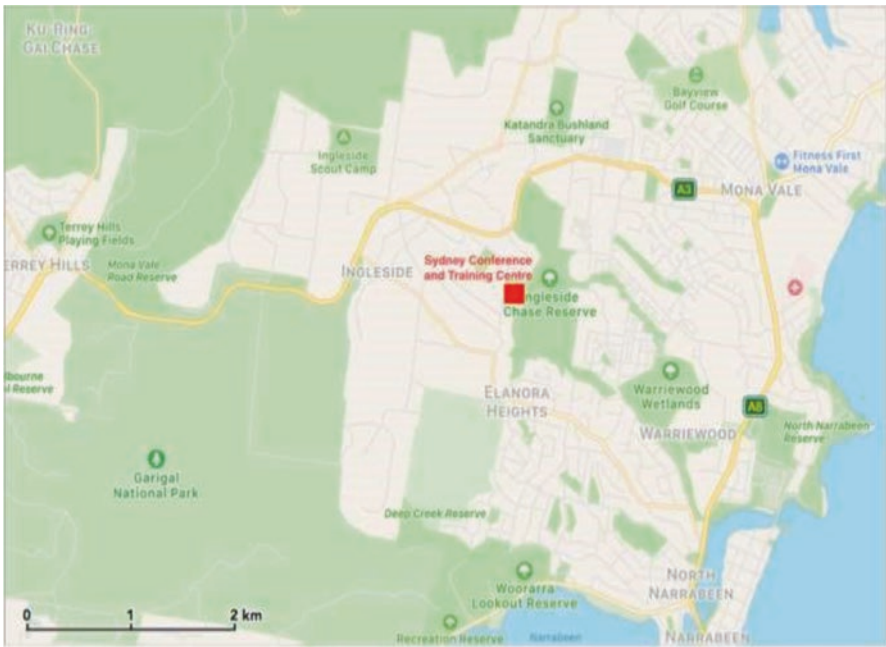 KU-RING-
GAI CHASE
Bayview
Golf Course
Katandra Bushland
Sanctuary
Ingleside
Scout Camp
Fitness First
Mona Vale
A3
MONA VALE
Terrey Hills
Playing Fields
ERREY HILLS
Mona Vale
Road Reserve
INGLESIDE
Sydney Conference
and Training Centre
ngleside
Chase Reserve
lbourne
l Reserve
ELANORA
HEIGHTS
Warriewood
Wetlands
A8
WARRIEWOOD
North Narrabeen
Reserve
Garigal
National Park
Deep Creek Reserve
Woorarra
Lookout Reserve
NORTH
NARRABEEN
0 1 2 km
Recreation Reserve
Narrabeen
NARRABEEN